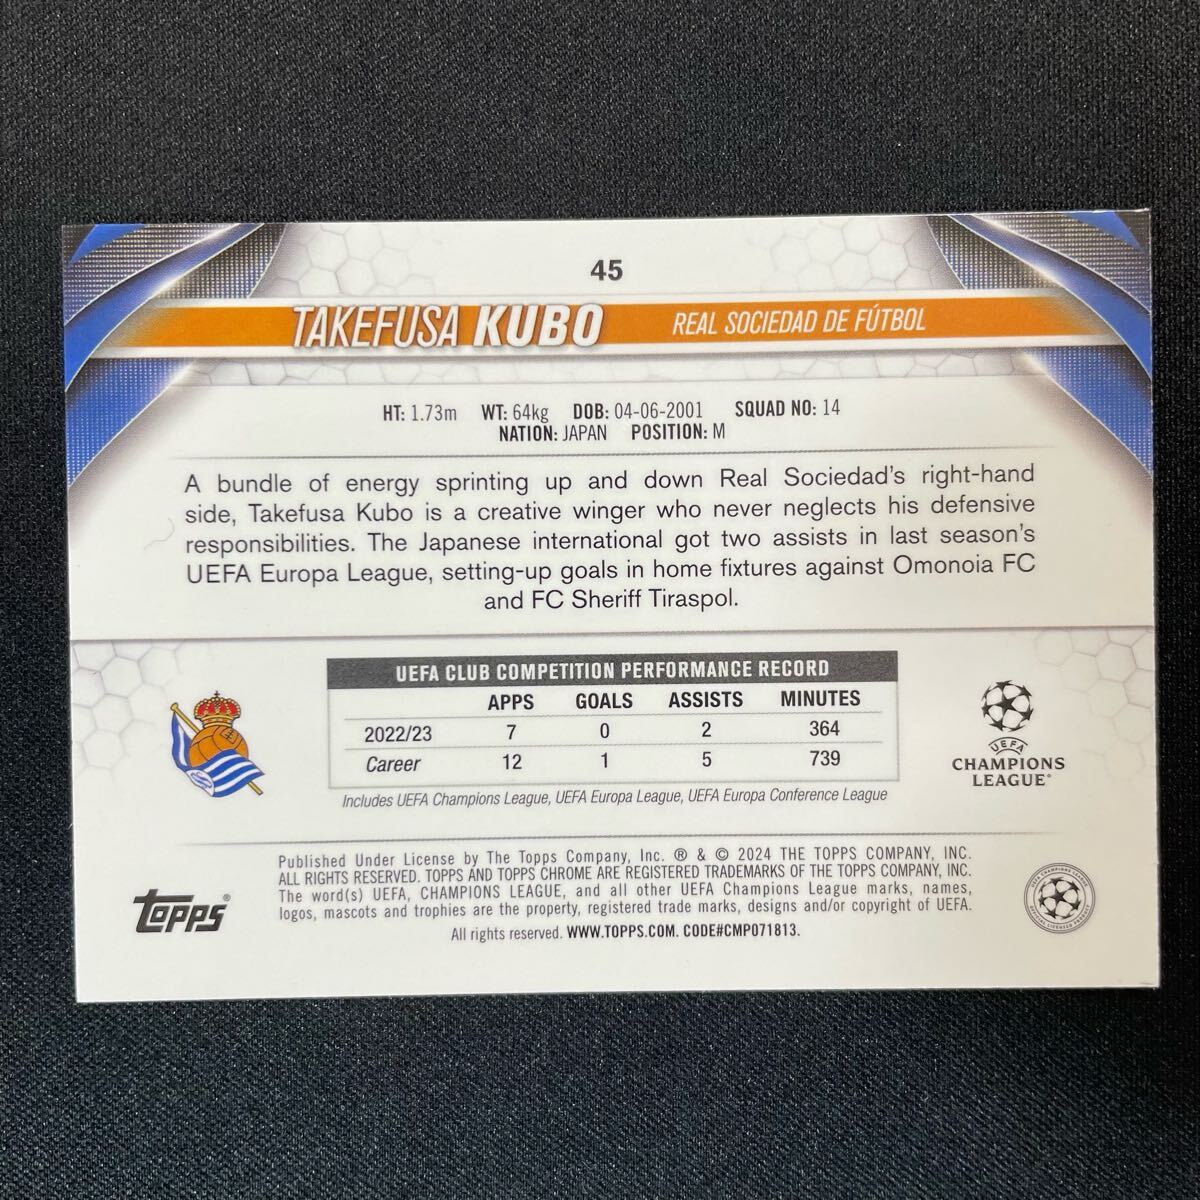 45
TAKEFUSA KUBO REAL SOCIEDAD DE FÚTBOL
HT: 1.73m WT: 64kg DOB: 04-06-2001 SQUAD NO: 14
NATION: JAPAN POSITION: M
A bundle of energy sprinting up and down Real Sociedad's right-hand
side, Takefusa Kubo is a creative winger who never neglects his defensive
responsibilities. The Japanese international got two assists in last season's
UEFA Europa League, setting-up goals in home fixtures against Omonoia FC
and FC Sheriff Tiraspol.
UEFA CLUB COMPETITION PERFORMANCE RECORD
APPS GOALS ASSISTS MINUTES
2022/23 7 0 2 364
Career 12 1 5 739
Includes UEFA Champions League, UEFA Europa League, UEFA Europa Conference League
UEFA
CHAMPIONS
LEAGUE®
Published Under License by The Topps Company, Inc. ® & © 2024 THE TOPPS COMPANY, INC.
ALL RIGHTS RESERVED. TOPPS AND TOPPS CHROME ARE REGISTERED TRADEMARKS OF THE TOPPS COMPANY, INC.
The word(s) UEFA, CHAMPIONS LEAGUE, and all other UEFA Champions League marks, names,
logos, mascots and trophies are the property, registered trade marks, designs and/or copyright of UEFA.
All rights reserved. WWW.TOPPS.COM. CODE#CMP071813.
Topps®
UEFA CHAMPIONS LEAGUE
OFFICIAL LICENSED PRODUCT